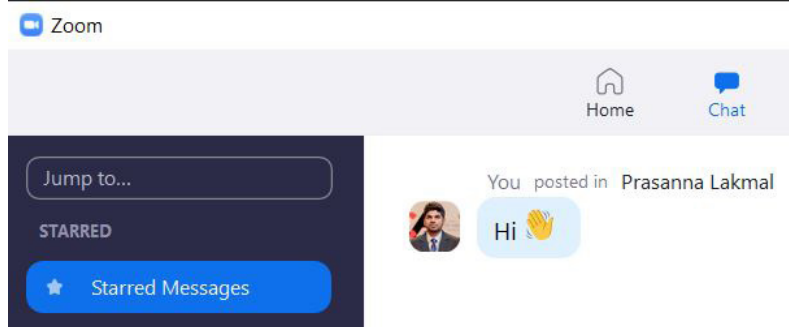 Zoom
Home
Chat
Jump to...
STARRED
Starred Messages
You posted in Prasanna Lakmal
Hi 👋